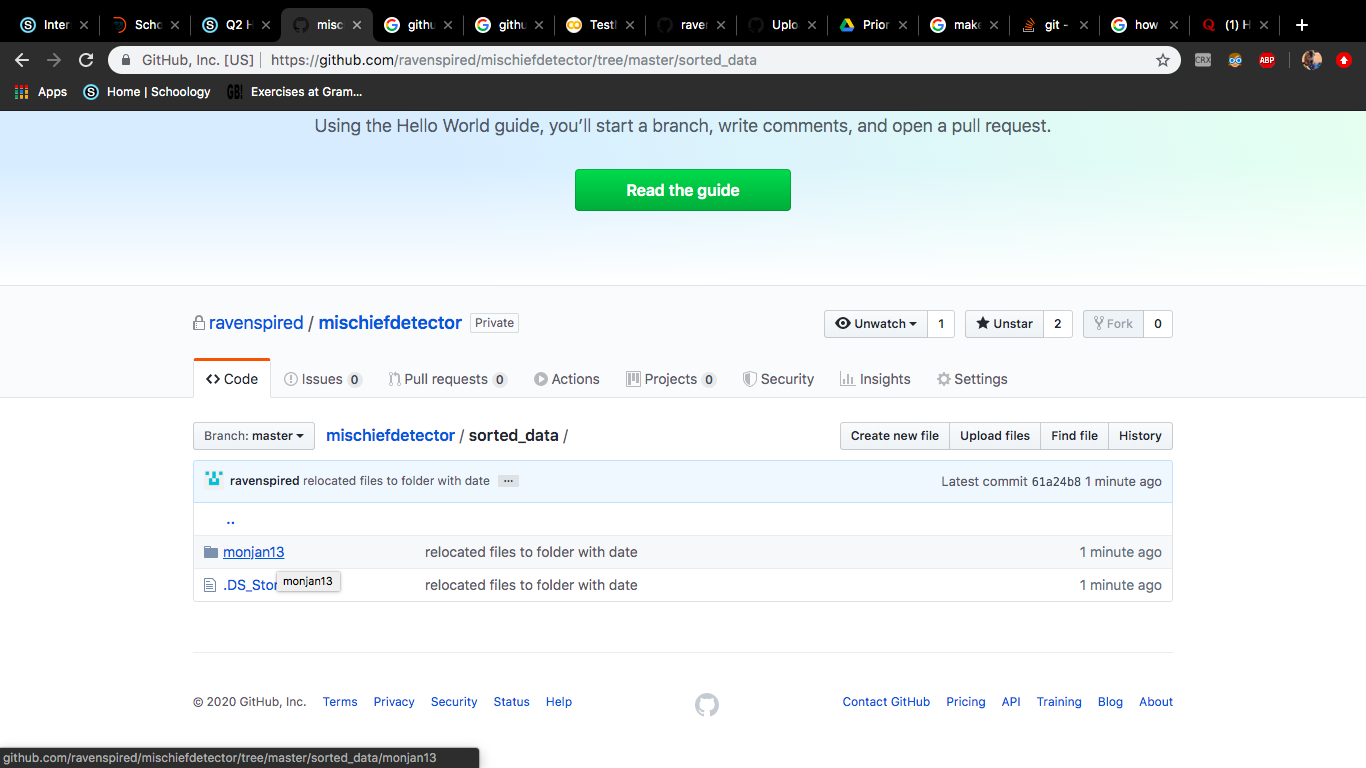 Inter
Scho
Q2 H
misc
githu
githu
Test
rave
Uplo
Prior
make
git -
how
(1) H
GitHub, Inc. [US] https://github.com/ravenspired/mischiefdetector/tree/master/sorted_data
CRX
ABP
Apps
Home | Schoology
GB!
Exercises at Gram...
Using the Hello World guide, you’ll start a branch, write comments, and open a pull request.
Read the guide
ravenspired / mischiefdetector Private
Unwatch 1
Unstar 2
Fork 0
Code
Issues 0
Pull requests 0
Actions
Projects 0
Security
Insights
Settings
Branch: master
mischiefdetector / sorted_data /
Create new file
Upload files
Find file
History
ravenspired relocated files to folder with date ...
Latest commit 61a24b8 1 minute ago
..
monjan13 relocated files to folder with date 1 minute ago
.DS_Stor relocated files to folder with date 1 minute ago
monjan13
© 2020 GitHub, Inc. Terms Privacy Security Status Help
Contact GitHub Pricing API Training Blog About
github.com/ravenspired/mischiefdetector/tree/master/sorted_data/monjan13